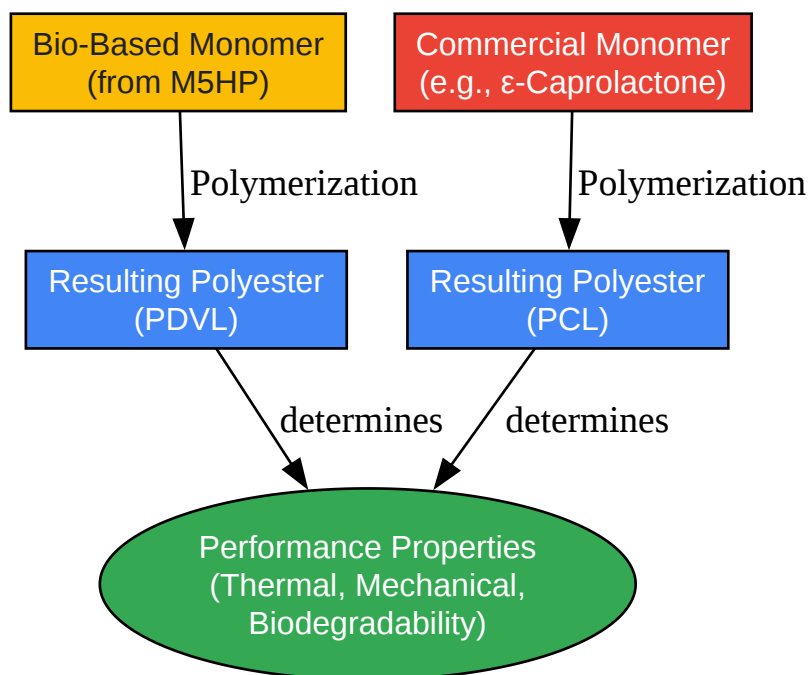 Bio-Based Monomer
(from M5HP)
Commercial Monomer
(e.g., ε-Caprolactone)
Polymerization
Polymerization
Resulting Polyester
(PDVL)
Resulting Polyester
(PCL)
determines
determines
Performance Properties
(Thermal, Mechanical,
Biodegradability)